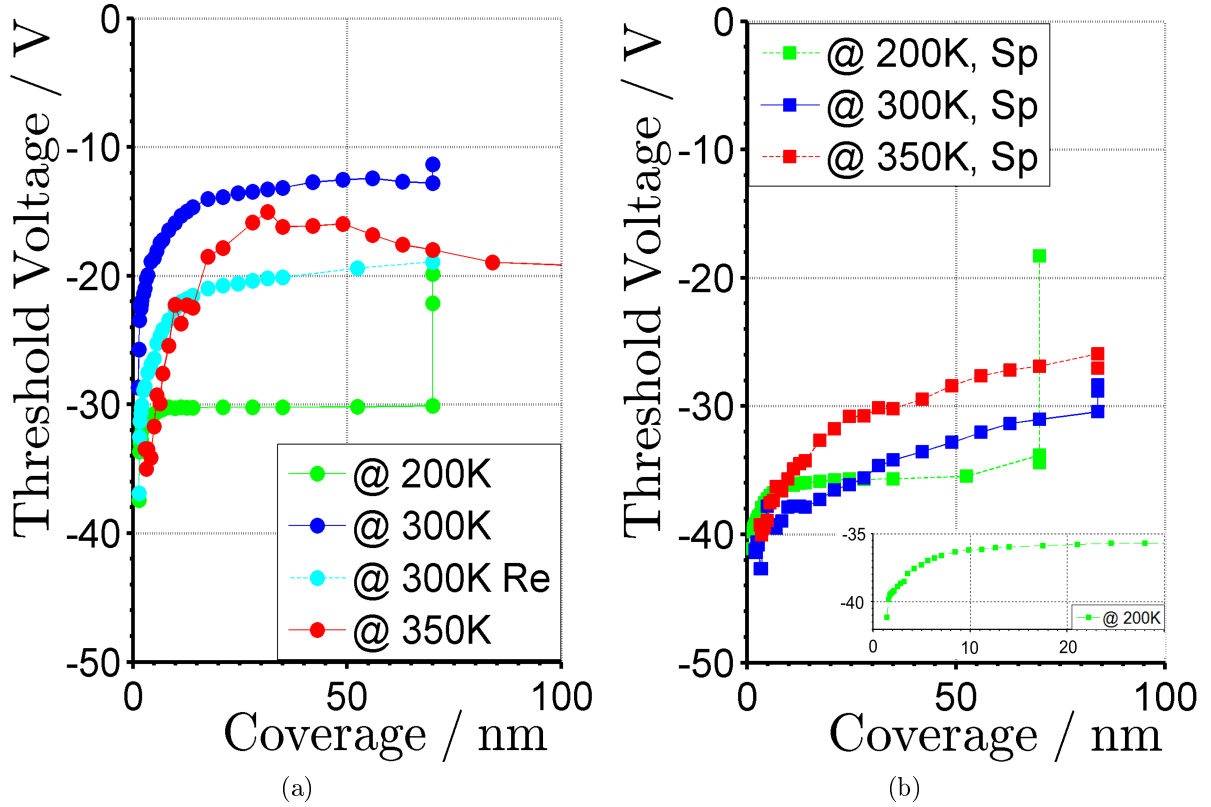 Threshold Voltage / V
0
-10
-20
-30
-40
-50
@ 200K
@ 300K
@ 300K Re
@ 350K
0 50 100
Coverage / nm
(a)
Threshold Voltage / V
0
-10
-20
-30
-40
-50
@ 200K, Sp
@ 300K, Sp
@ 350K, Sp
-35
-40
@ 200K
0 10 20
0 50 100
Coverage / nm
(b)